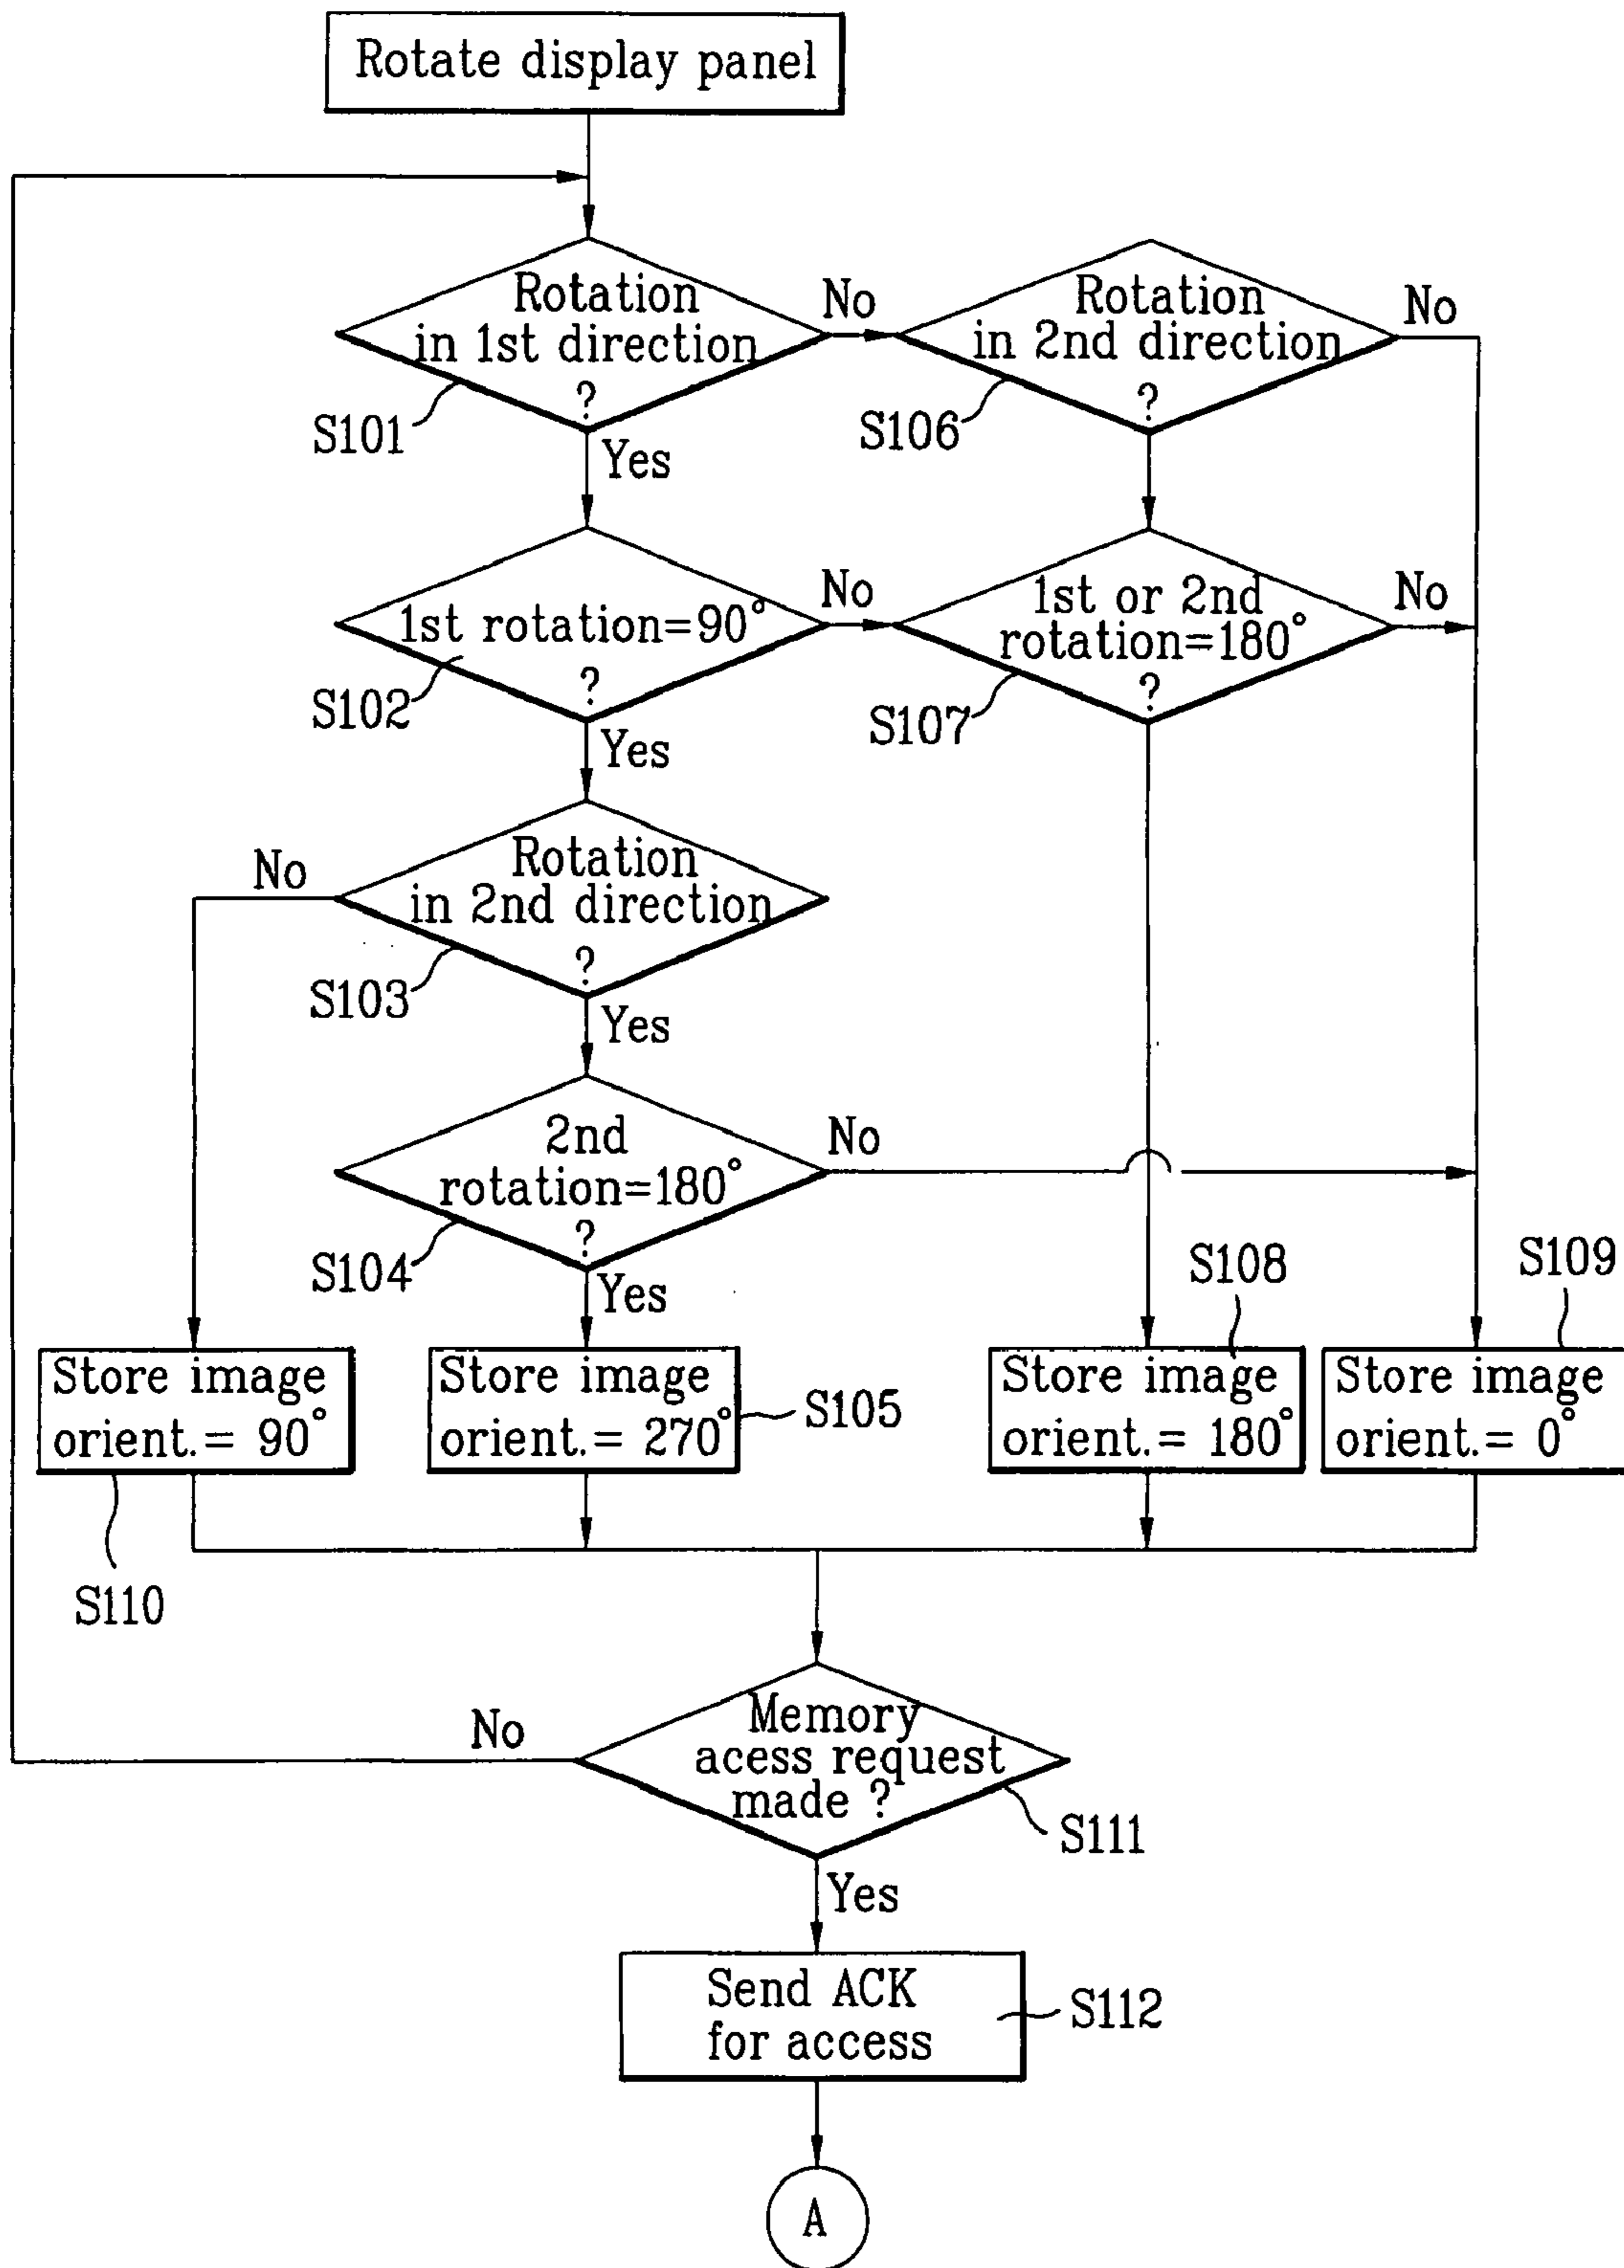 Rotate display panel
Rotation
in 1st direction
?
No
S101
Yes
Rotation
in 2nd direction
?
No
S106
1st rotation=90°
?
No
S102
Yes
1st or 2nd
rotation=180°
?
No
S107
Rotation
in 2nd direction
?
No
S103
Yes
2nd
rotation=180°
?
No
S104
Yes
S108
S109
Store image
orient.= 90°
Store image
orient.= 270°
S105
Store image
orient.= 180°
Store image
orient.= 0°
S110
Memory
acess request
made ?
No
S111
Yes
Send ACK
for access
S112
A